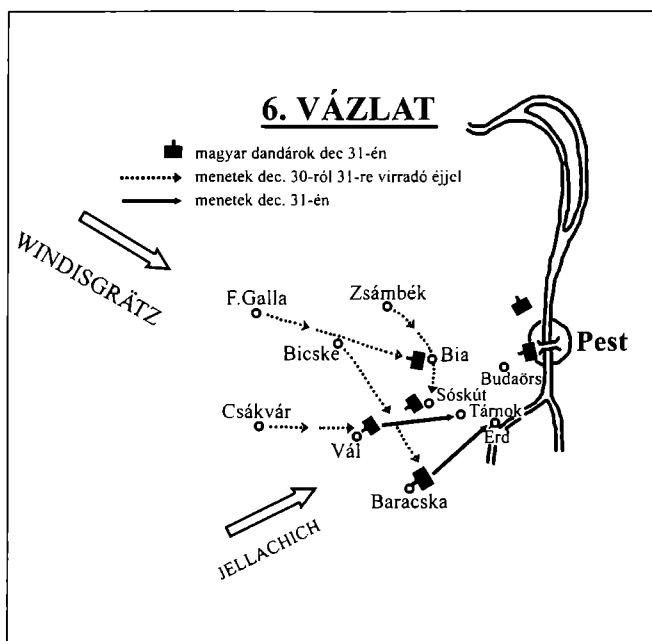 6. VÁZLAT
magyar dandárok dec 31-én
menetek dec. 30-ról 31-re virradó éjjel
menetek dec. 31-én
WINDISGRÄTZ
F.Galla
Zsámbék
Bicske
Bia
Pest
Budaörs
Csákvár
Sóskút
Tárnok
Érd
Vál
Baracska
JELLACHICH